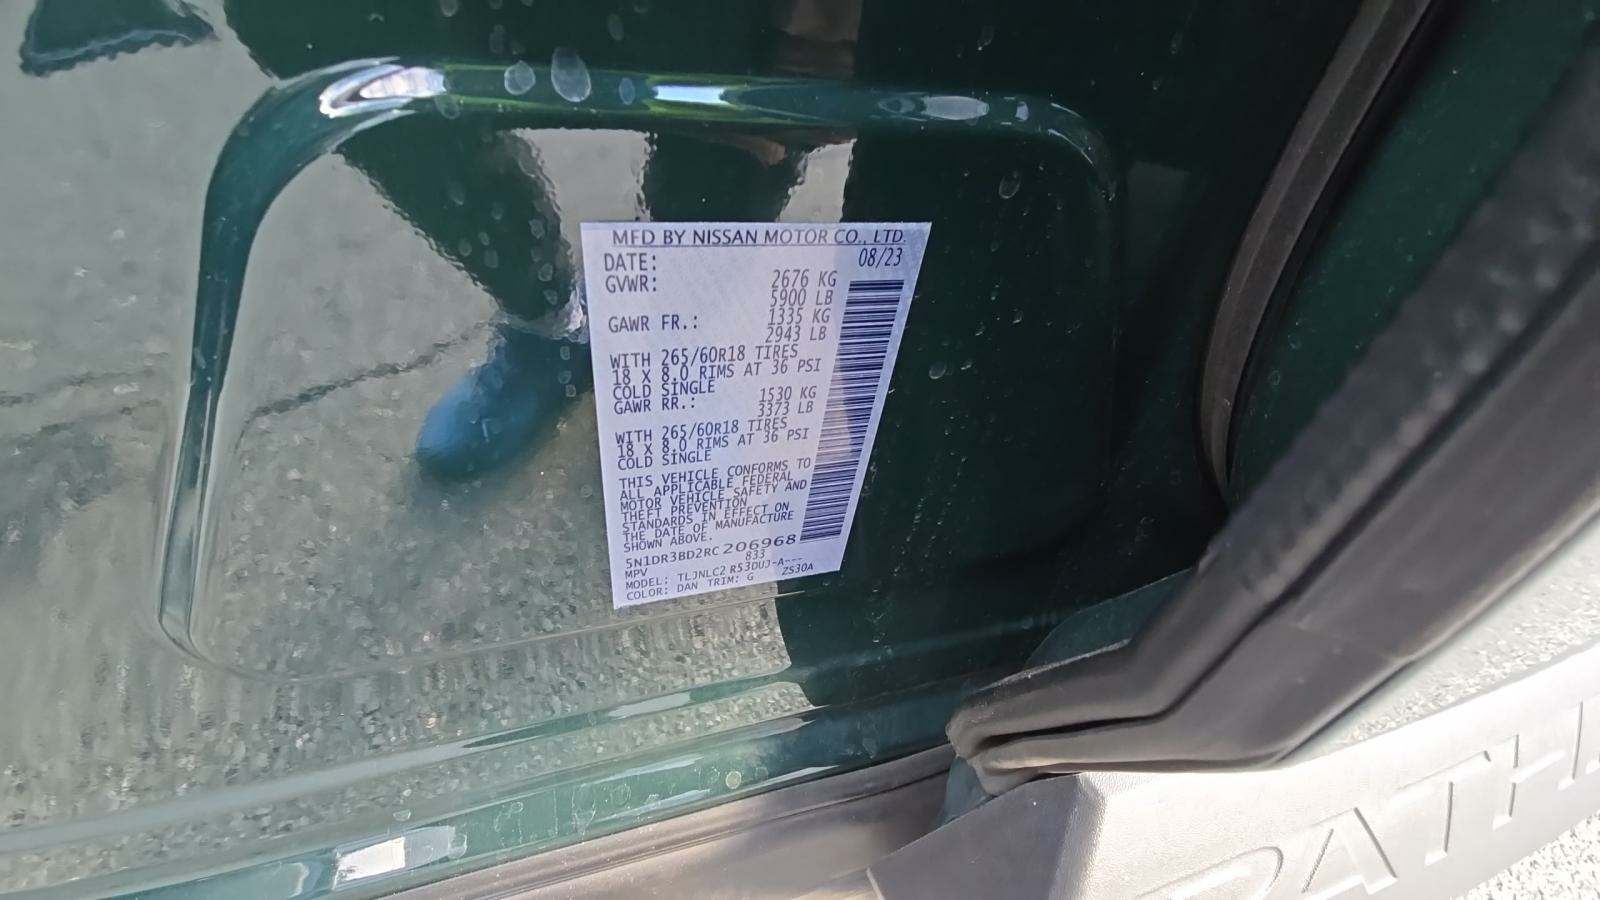 MFD BY NISSAN MOTOR CO., LTD.
DATE: 08/23
GVWR: 2676 KG
5900 LB
GAWR FR.: 1335 KG
2943 LB
WITH 265/60R18 TIRES
18 X 8.0 RIMS AT 36 PSI
COLD SINGLE
GAWR RR.: 1530 KG
3373 LB
WITH 265/60R18 TIRES
18 X 8.0 RIMS AT 36 PSI
COLD SINGLE
THIS VEHICLE CONFORMS TO
ALL APPLICABLE FEDERAL
MOTOR VEHICLE SAFETY AND
THEFT PREVENTION
STANDARDS IN EFFECT ON
THE DATE OF MANUFACTURE
SHOWN ABOVE.
5N1DR3BD2RC206968
MPV 833
MODEL: TLJNLC2 R53DUJ-A---
COLOR: DAN TRIM: G ZS30A
PATH